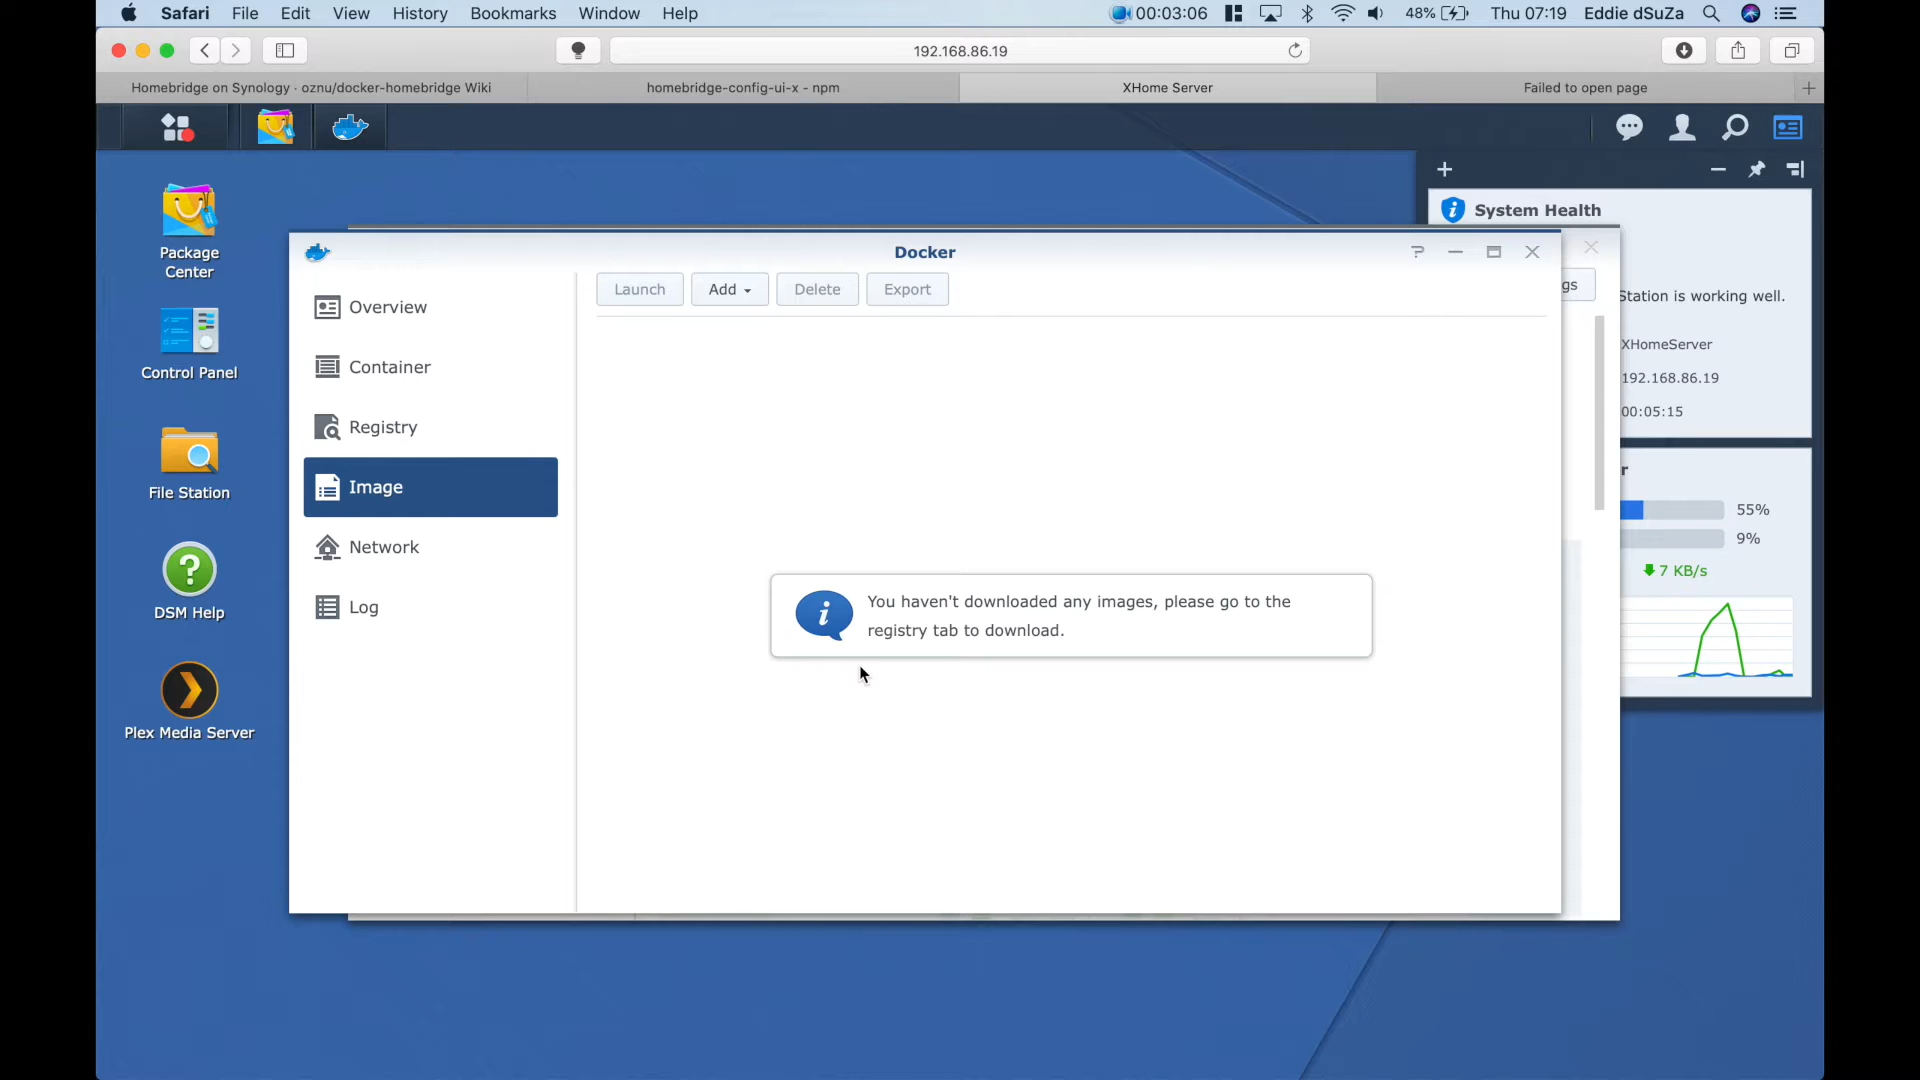 Safari File Edit View History Bookmarks Window Help 00:03:06 48% Thu 07:19 Eddie dSuZa
192.168.86.19
Homebridge on Synology · oznu/docker-homebridge Wiki homebridge-config-ui-x - npm XHome Server Failed to open page
System Health
Docker
Launch Add Delete Export
gs
Station is working well.
XHomeServer
192.168.86.19
00:05:15
r
55%
9%
7 KB/s
Overview
Container
Registry
Image
Network
Log
You haven't downloaded any images, please go to the
registry tab to download.
Package
Center
Control Panel
File Station
DSM Help
Plex Media Server